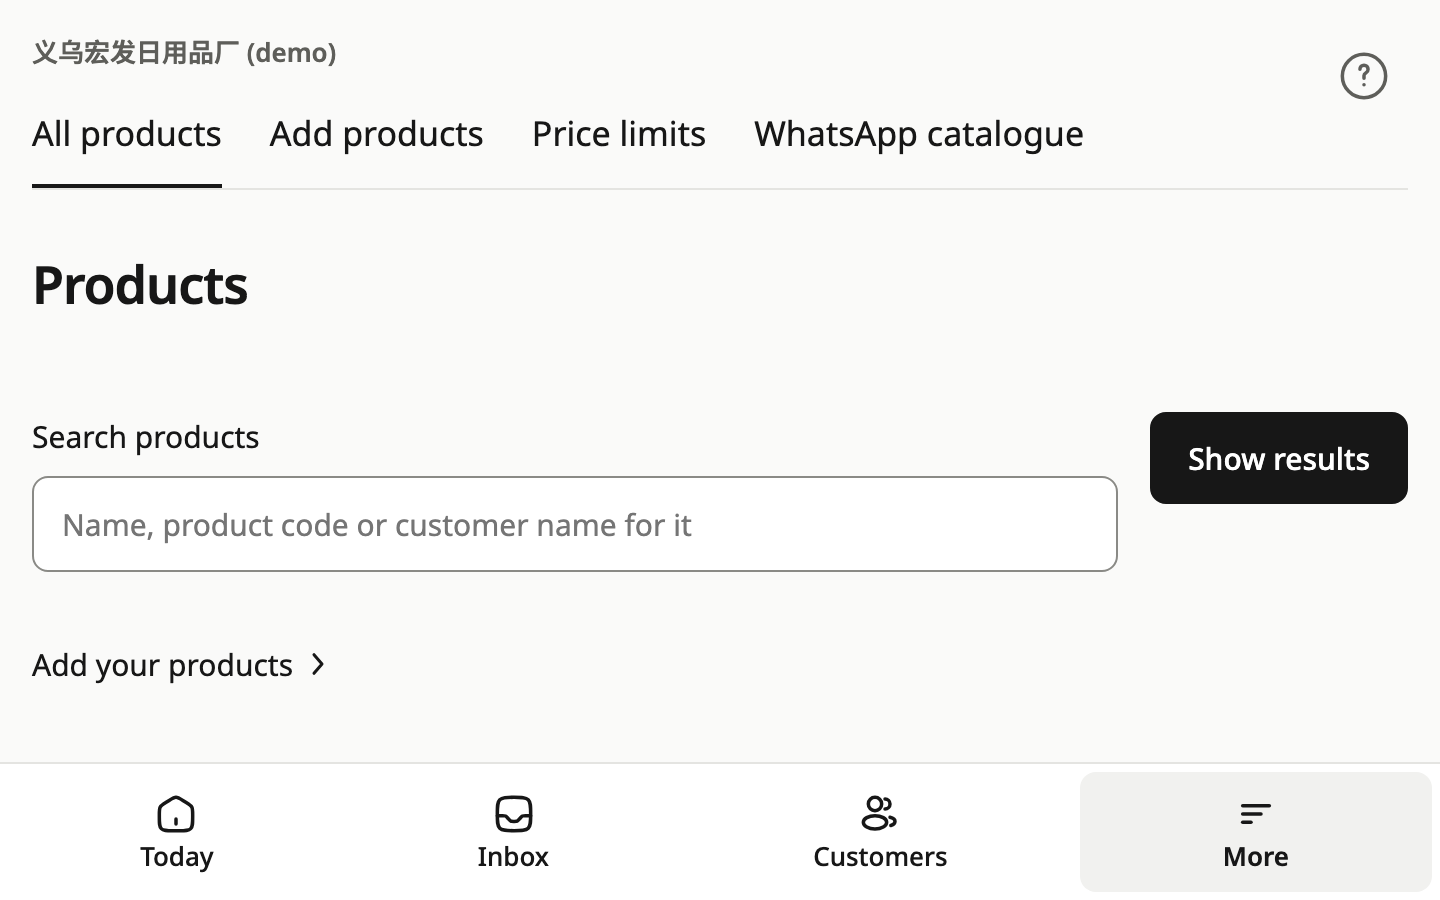 义乌宏发日用品厂 (demo)
?
All products Add products Price limits WhatsApp catalogue
Products
Search products
Show results
Name, product code or customer name for it
Add your products
Today Inbox Customers More